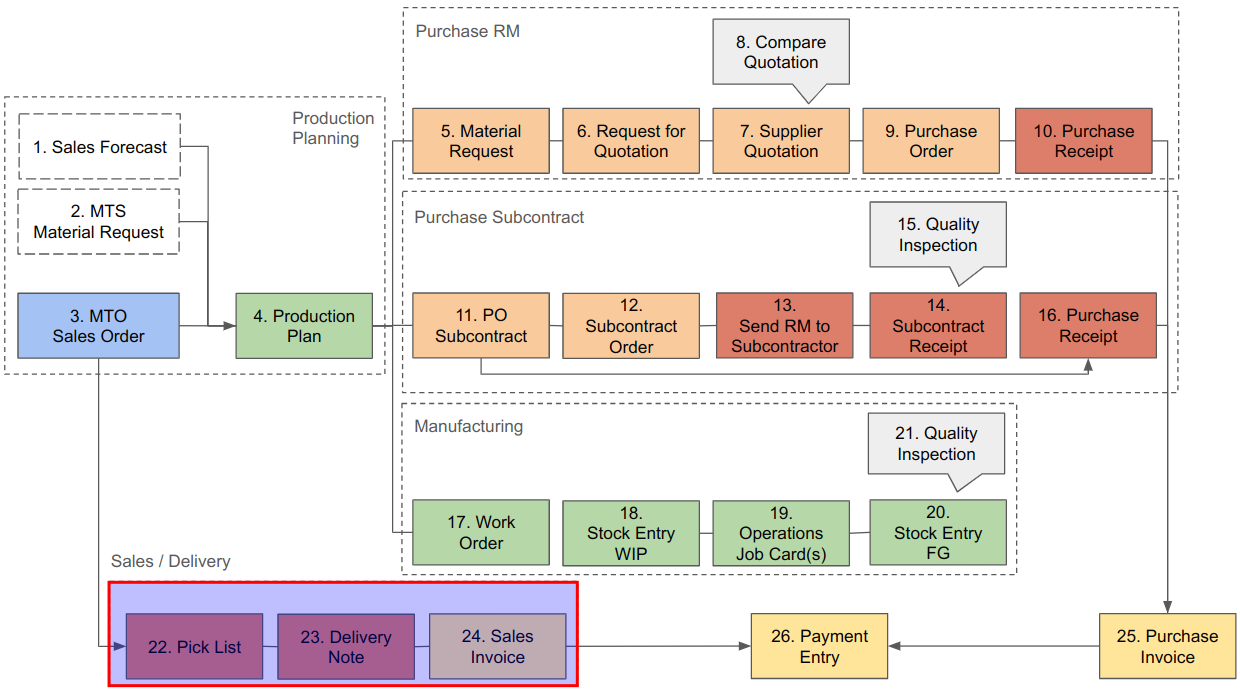 Purchase RM
8. Compare
Quotation
Production
Planning
1. Sales Forecast
5. Material
Request
6. Request for
Quotation
7. Supplier
Quotation
9. Purchase
Order
10. Purchase
Receipt
2. MTS
Material Request
Purchase Subcontract
15. Quality
Inspection
3. MTO
Sales Order
4. Production
Plan
11. PO
Subcontract
12.
Subcontract
Order
13.
Send RM to
Subcontractor
14.
Subcontract
Receipt
16. Purchase
Receipt
Manufacturing
21. Quality
Inspection
17. Work
Order
18.
Stock Entry
WIP
19.
Operations
Job Card(s)
20.
Stock Entry
FG
Sales / Delivery
22. Pick List
23. Delivery
Note
24. Sales
Invoice
26. Payment
Entry
25. Purchase
Invoice